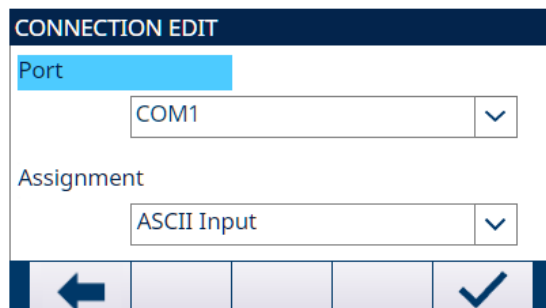 CONNECTION EDIT
Port
COM1
Assignment
ASCII Input